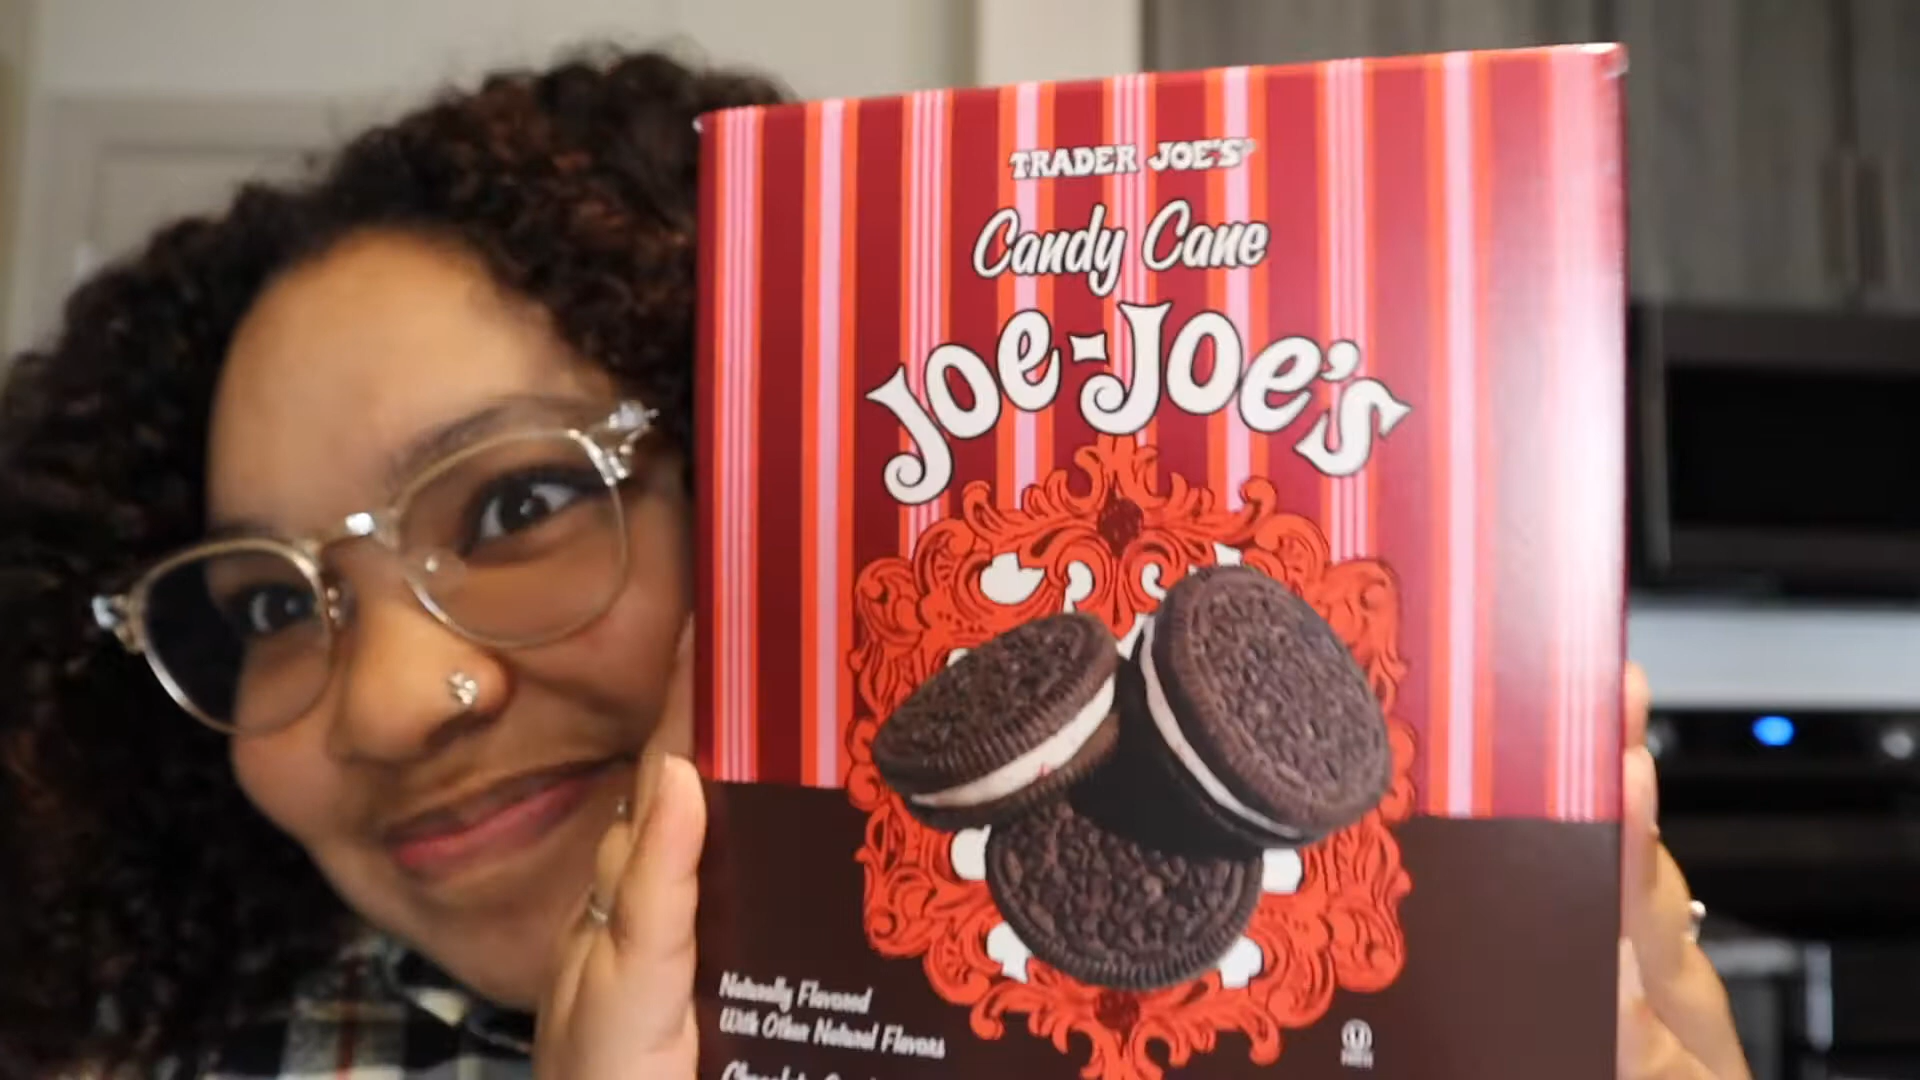 TRADER JOE'S
Candy Cane
Joe-Joe's
Naturally Flavored
With Other Natural Flavors